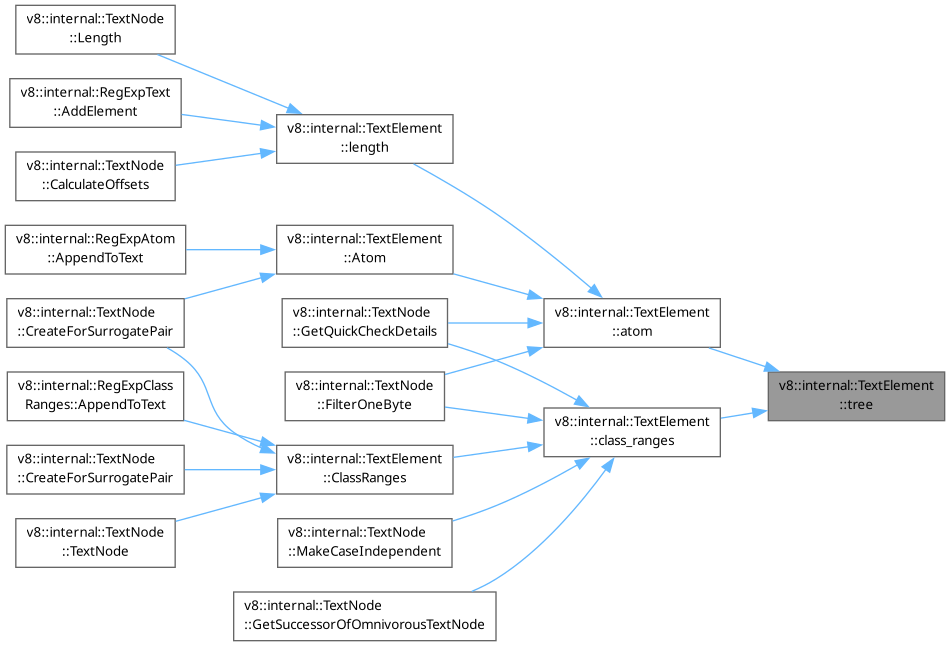 v8::internal::TextNode
::Length
v8::internal::RegExpText
::AddElement
v8::internal::TextNode
::CalculateOffsets
v8::internal::RegExpAtom
::AppendToText
v8::internal::TextNode
::CreateForSurrogatePair
v8::internal::RegExpClass
Ranges::AppendToText
v8::internal::TextNode
::CreateForSurrogatePair
v8::internal::TextNode
::TextNode
v8::internal::TextElement
::length
v8::internal::TextElement
::Atom
v8::internal::TextNode
::GetQuickCheckDetails
v8::internal::TextNode
::FilterOneByte
v8::internal::TextElement
::ClassRanges
v8::internal::TextNode
::MakeCaseIndependent
v8::internal::TextNode
::GetSuccessorOfOmnivorousTextNode
v8::internal::TextElement
::atom
v8::internal::TextElement
::class_ranges
v8::internal::TextElement
::tree